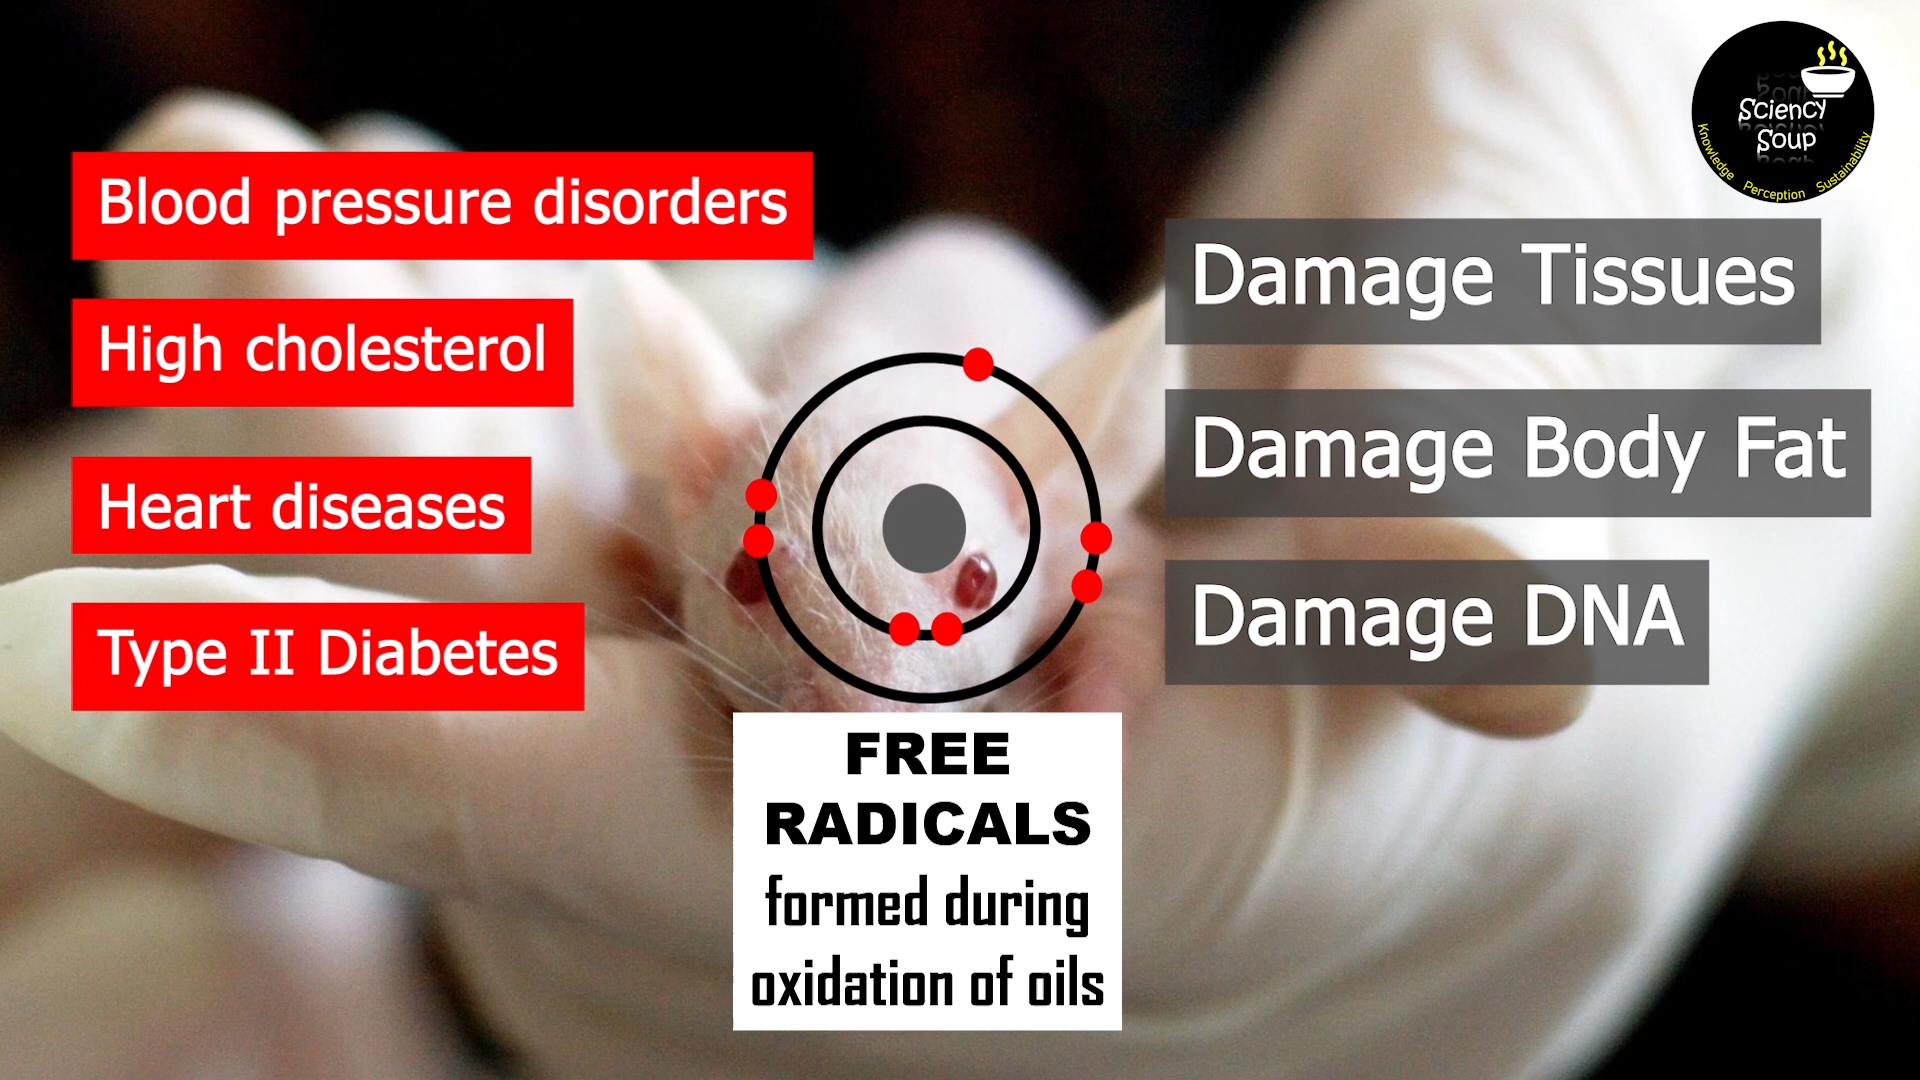 Sciency
Soup
Knowledge Perception Sustainability
Blood pressure disorders
High cholesterol
Heart diseases
Type II Diabetes
Damage Tissues
Damage Body Fat
Damage DNA
FREE
RADICALS
formed during
oxidation of oils